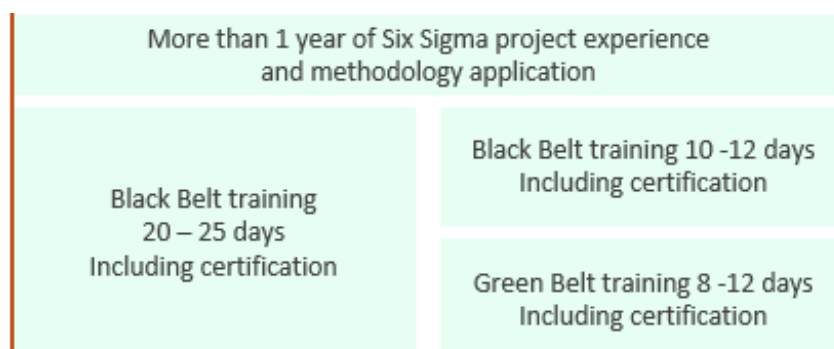 More than 1 year of Six Sigma project experience
and methodology application
Black Belt training
20 – 25 days
Including certification
Black Belt training 10 -12 days
Including certification
Green Belt training 8 -12 days
Including certification